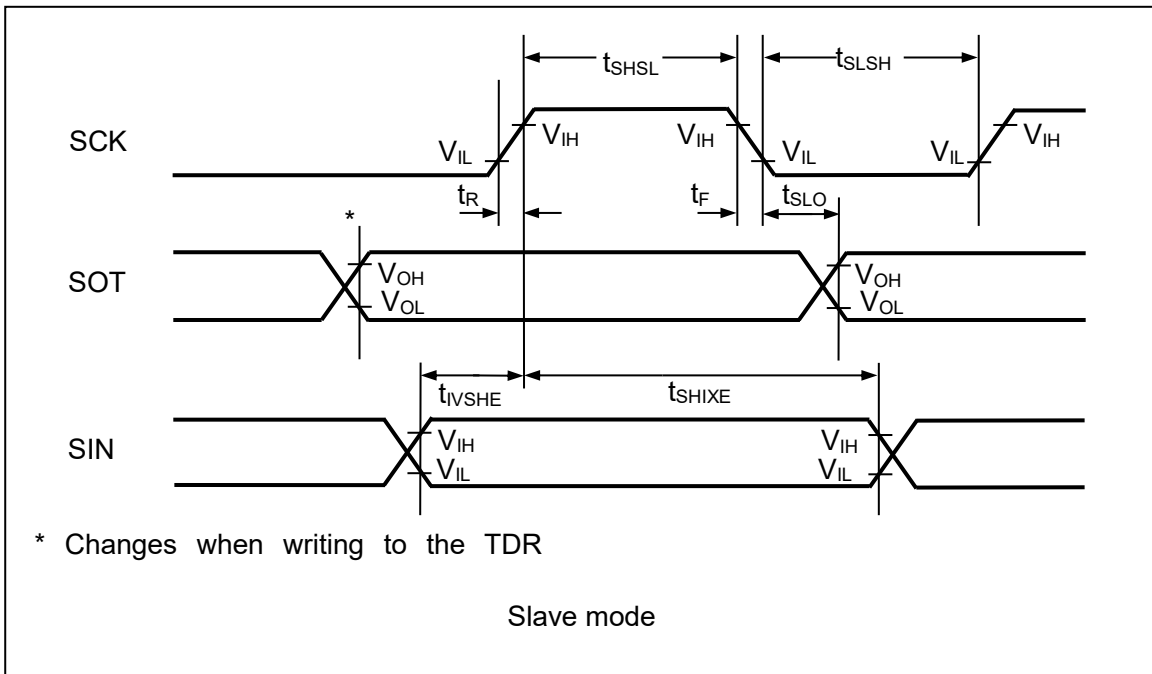 tSHSL tSLSH
SCK VIL VIH VIH VIL VIL VIH
tR tF tSLO
*
SOT VOH VOH
VOL VOL
tIVSHE tSHIXE
SIN VIH VIH
VIL VIL
* Changes when writing to the TDR
Slave mode